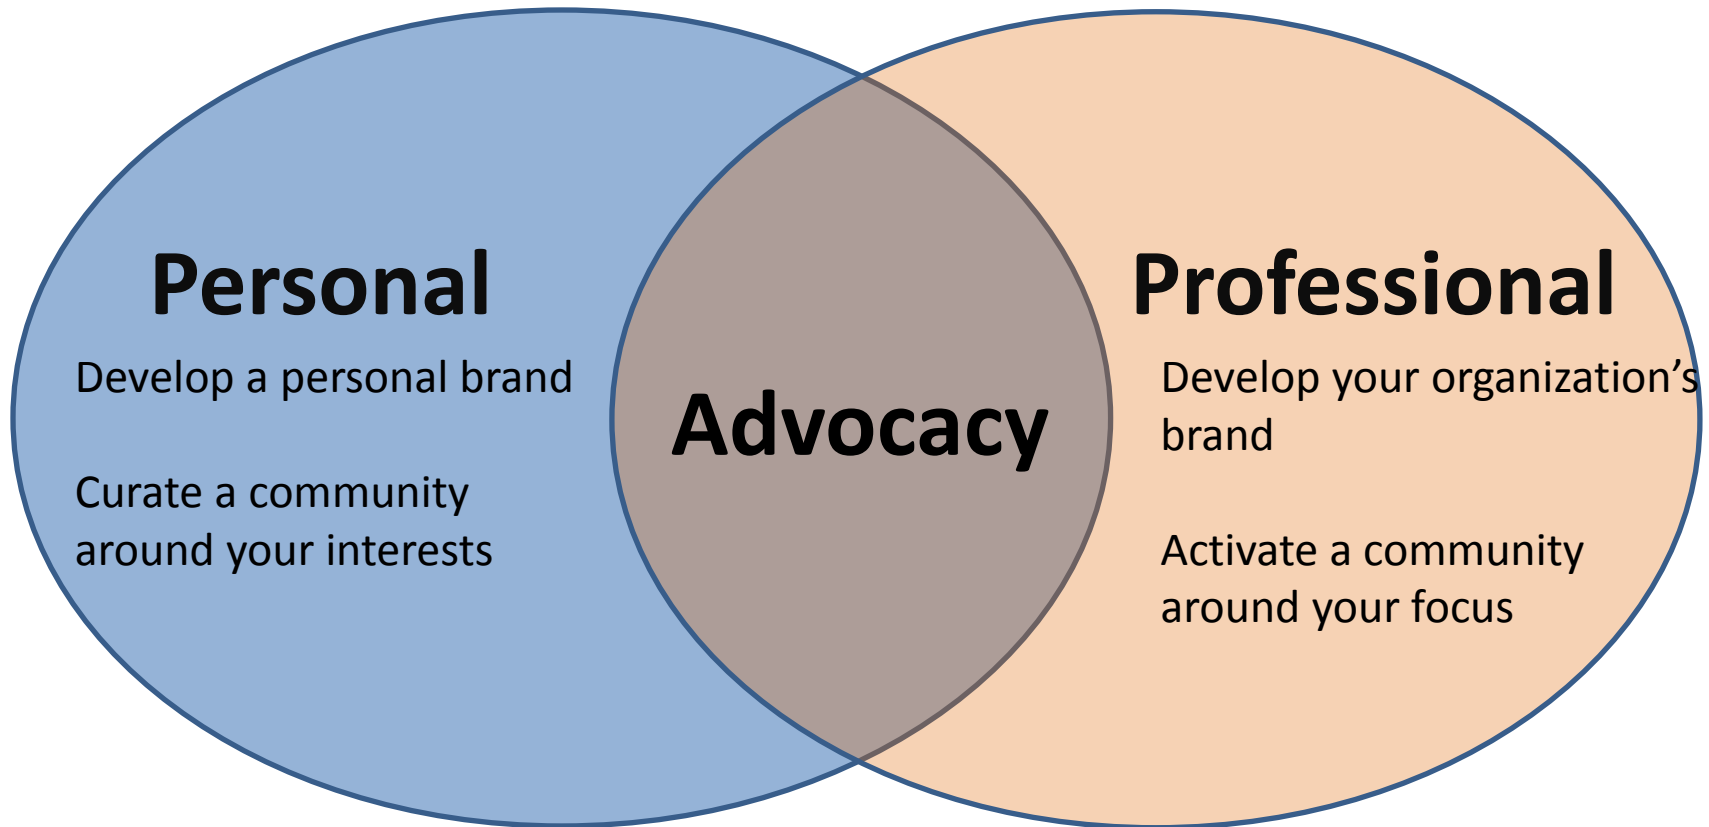 Personal
Develop a personal brand
Curate a community
around your interests
Advocacy
Professional
Develop your organization’s
brand
Activate a community
around your focus